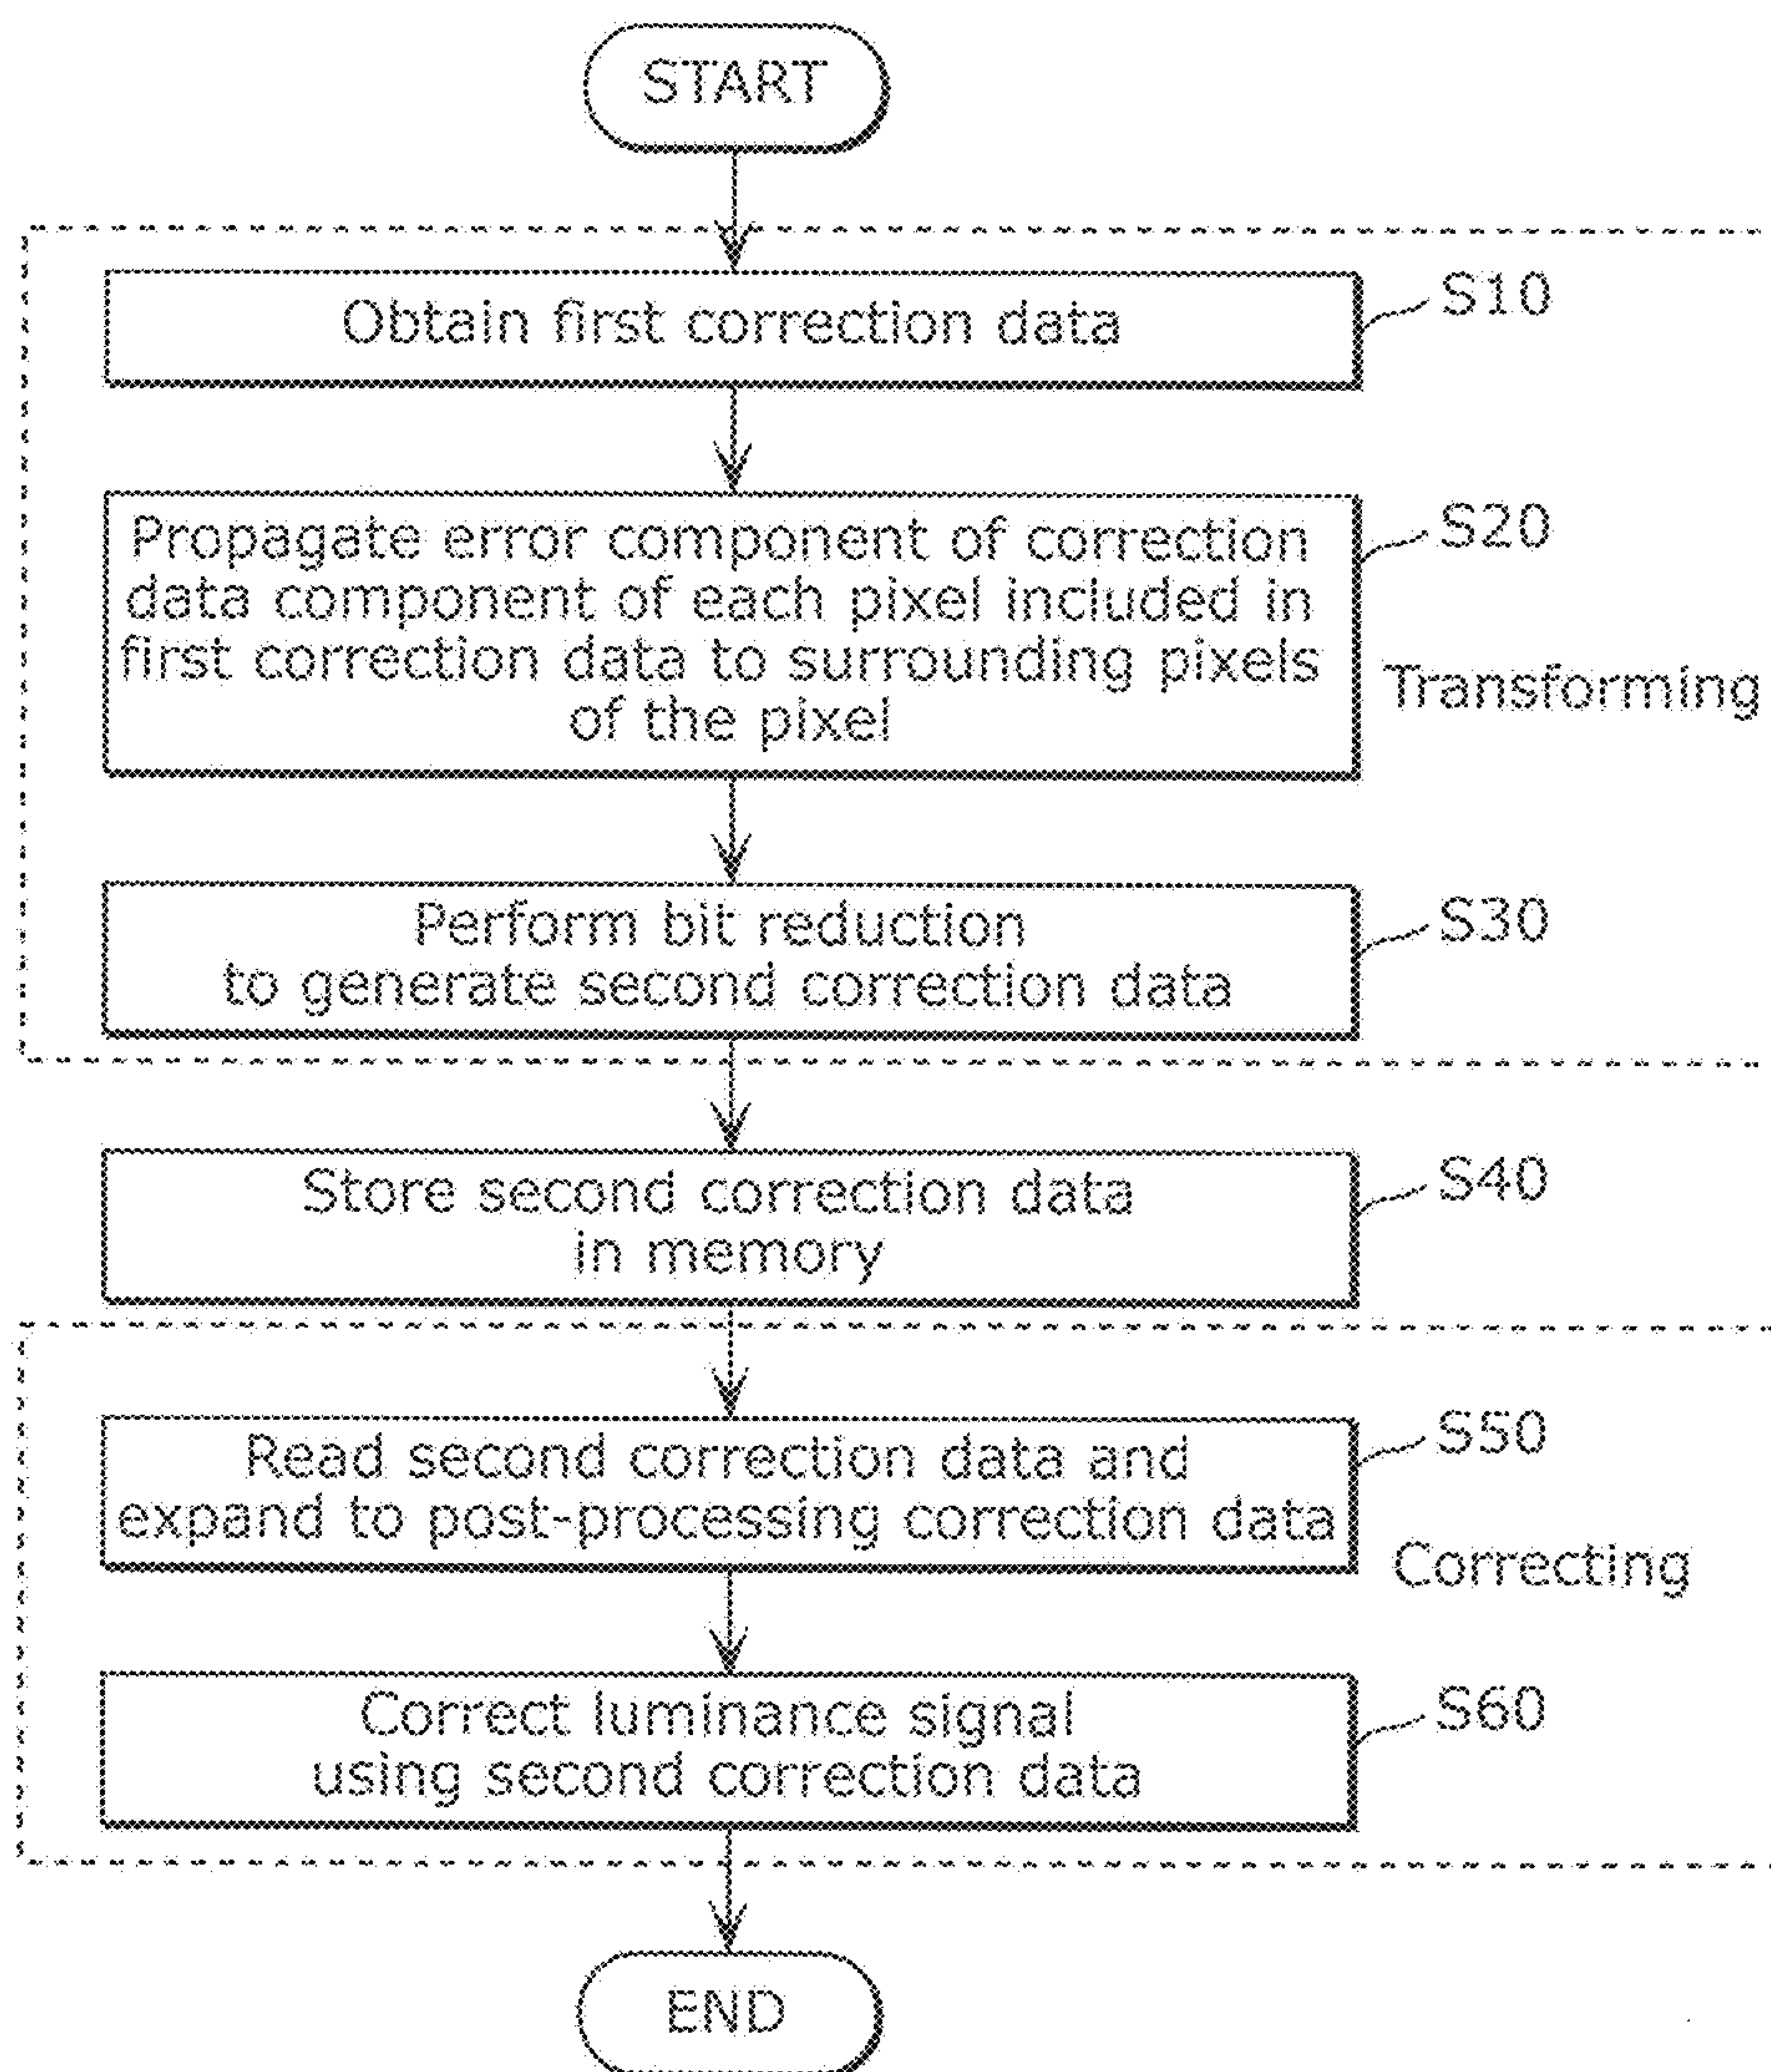 START
Obtain first correction data
S10
Propagate error component of correction
data component of each pixel included in
first correction data to surrounding pixels
of the pixel
S20
Transforming
Perform bit reduction
to generate second correction data
S30
Store second correction data
in memory
S40
Read second correction data and
expand to post-processing correction data
S50
Correcting
Correct luminance signal
using second correction data
S60
END